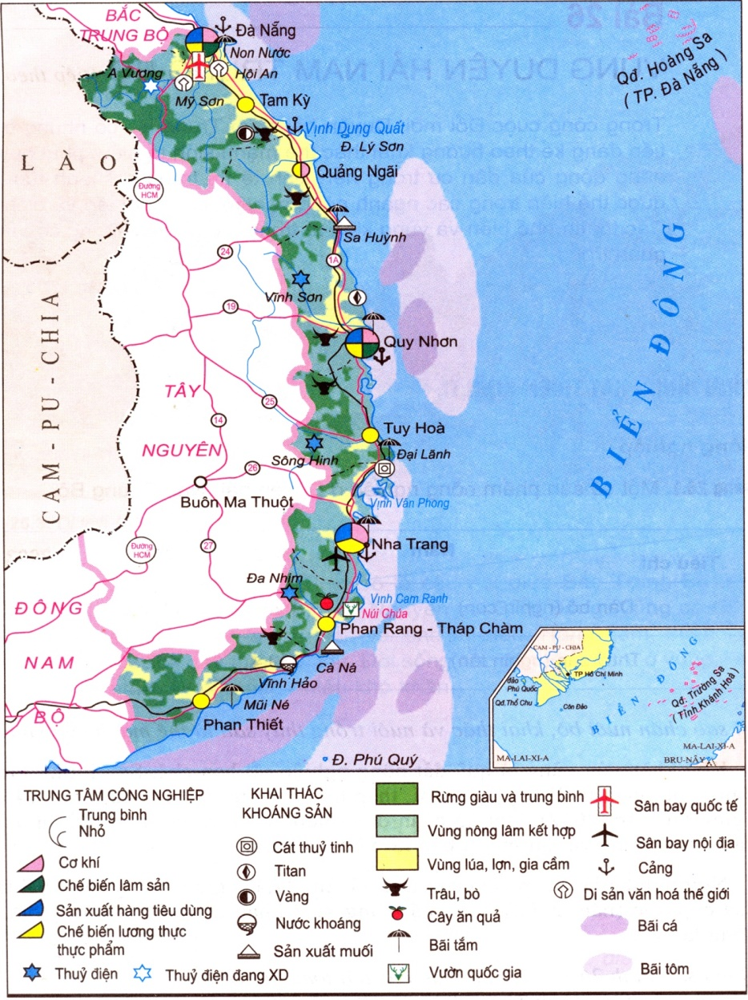 BẮC
TRUNG BỘ
Đà Nẵng
Non Nước
Hội An
A Vương
Mỹ Sơn
Tam Kỳ
Vịnh Dung Quất
Đ. Lý Sơn
Quảng Ngãi
Sa Huỳnh
Vĩnh Sơn
Quy Nhơn
Tuy Hoà
Đại Lãnh
Sông Hinh
Vịnh Vân Phong
Buôn Ma Thuột
Nha Trang
Đa Nhim
Vịnh Cam Ranh
Núi Chúa
Phan Rang - Tháp Chàm
Cà Ná
Vĩnh Hảo
Mũi Né
Phan Thiết
Đ. Phú Quý
LÀO
CAM - PU - CHIA
TÂY
NGUYÊN
ĐÔNG
NAM
BỘ
Đường
HCM
24
1A
19
25
14
26
Đường
HCM
27
Qđ. Hoàng Sa
( TP. Đà Nẵng )
BIỂN ĐÔNG
CAM - PU - CHIA
TP Hồ Chí Minh
đảo
Phú Quốc
Qđ.Thổ Chu
Côn Đảo
BIỂN ĐÔNG
Qđ. Trường Sa
( Tỉnh Khánh Hoà )
MA-LAI-XI-A
MA-LAI-XI-A
BRU-NÂY
TRUNG TÂM CÔNG NGHIỆP
Trung bình
Nhỏ
Cơ khí
Chế biến lâm sản
Sản xuất hàng tiêu dùng
Chế biến lương thực
thực phẩm
Thuỷ điện
Thuỷ điện đang XD
KHAI THÁC
KHOÁNG SẢN
Cát thuỷ tinh
Titan
Vàng
Nước khoáng
Sản xuất muối
Rừng giàu và trung bình
Vùng nông lâm kết hợp
Vùng lúa, lợn, gia cầm
Trâu, bò
Cây ăn quả
Bãi tắm
Vườn quốc gia
Sân bay quốc tế
Sân bay nội địa
Cảng
Di sản văn hoá thế giới
Bãi cá
Bãi tôm